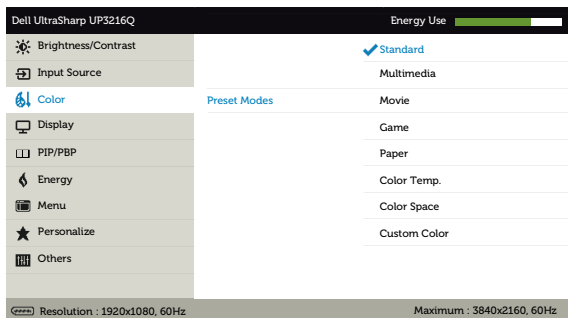 Dell UltraSharp UP3216Q
Energy Use
Brightness/Contrast
Standard
Input Source
Multimedia
Color
Preset Modes
Movie
Display
Game
PIP/PBP
Paper
Energy
Color Temp.
Menu
Color Space
Personalize
Custom Color
Others
Resolution : 1920x1080, 60Hz
Maximum : 3840x2160, 60Hz